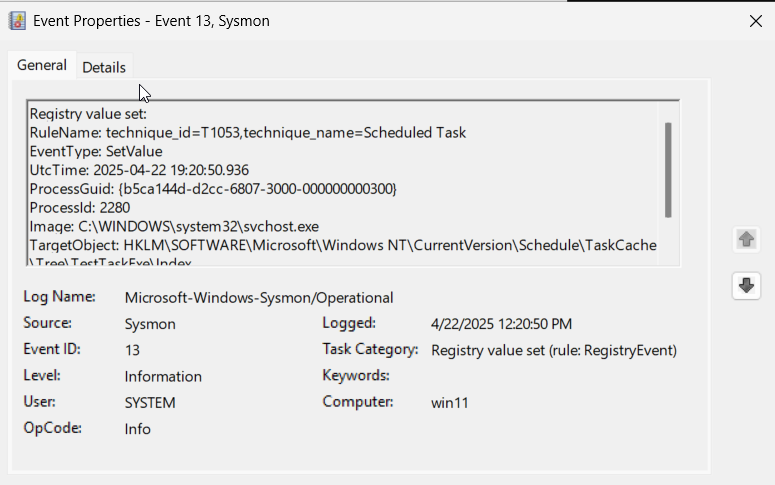 Event Properties - Event 13, Sysmon
General
Details
Registry value set:
RuleName: technique_id=T1053,technique_name=Scheduled Task
EventType: SetValue
UtcTime: 2025-04-22 19:20:50.936
ProcessGuid: {b5ca144d-d2cc-6807-3000-000000000300}
ProcessId: 2280
Image: C:\WINDOWS\system32\svchost.exe
TargetObject: HKLM\SOFTWARE\Microsoft\Windows NT\CurrentVersion\Schedule\TaskCache
\Tree\TestTaskExe\Index
Log Name: Microsoft-Windows-Sysmon/Operational
Source: Sysmon Logged: 4/22/2025 12:20:50 PM
Event ID: 13 Task Category: Registry value set (rule: RegistryEvent)
Level: Information Keywords:
User: SYSTEM Computer: win11
OpCode: Info